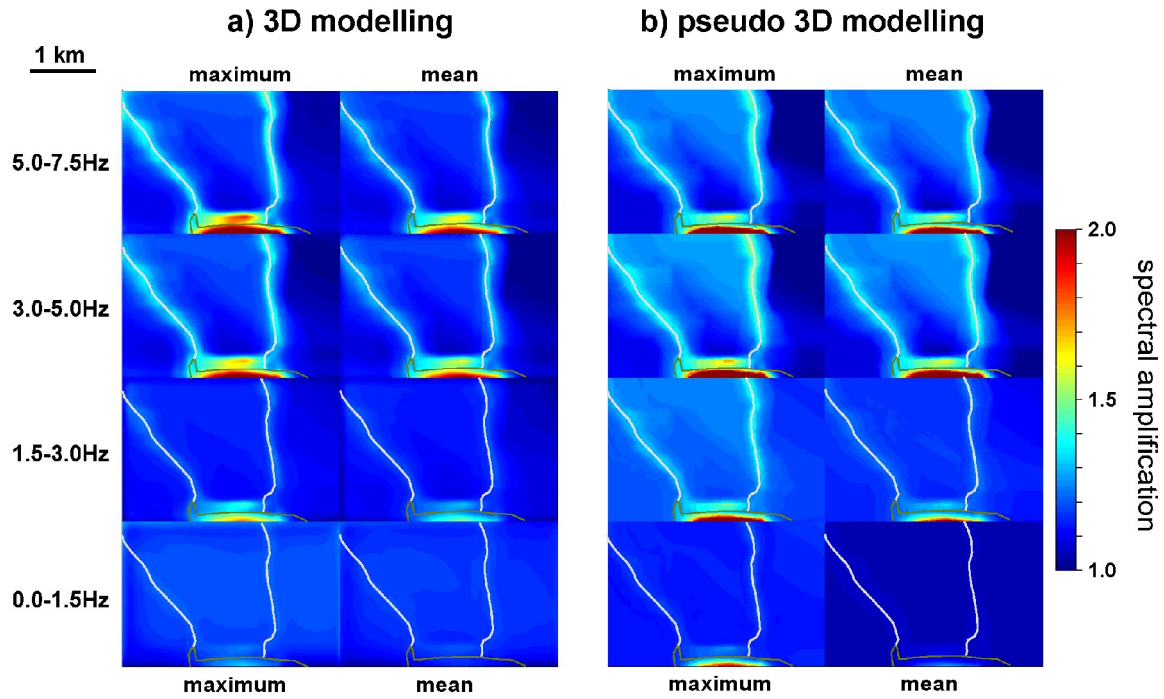 a) 3D modelling
b) pseudo 3D modelling
1 km
maximum
mean
maximum
mean
5.0-7.5Hz
3.0-5.0Hz
1.5-3.0Hz
0.0-1.5Hz
maximum
mean
maximum
mean
2.0
1.5
1.0
spectral amplification